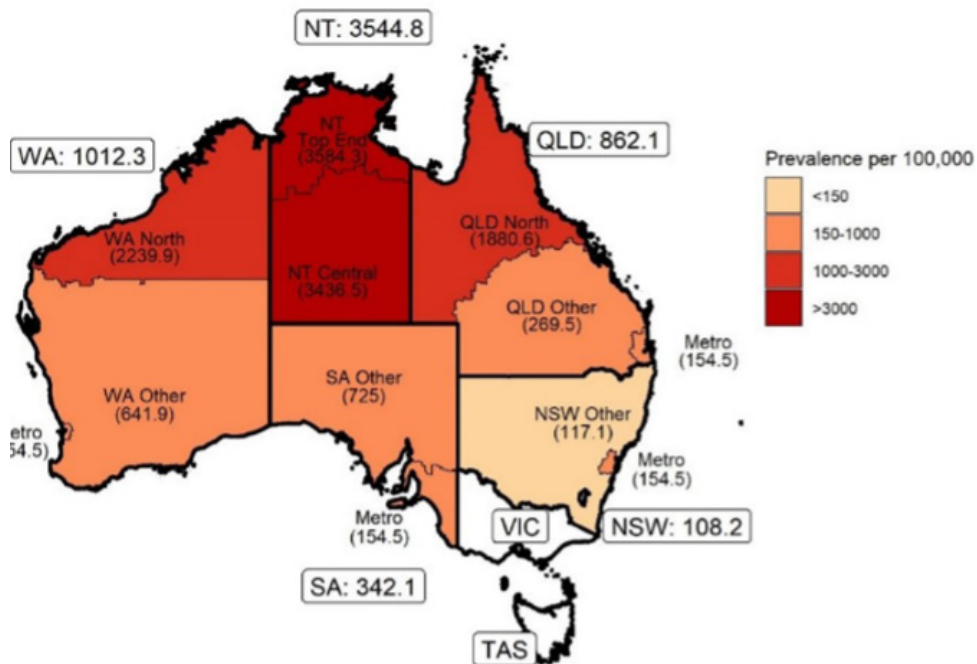 NT: 3544.8
WA: 1012.3
NT
Top End
(3584.3)
QLD: 862.1
Prevalence per 100,000
<150
150-1000
1000-3000
>3000
WA North
(2239.9)
QLD North
(1880.6)
NT Central
(3436.5)
QLD Other
(269.5)
Metro
(154.5)
WA Other
(641.9)
SA Other
(725)
NSW Other
(117.1)
etro
54.5)
Metro
(154.5)
Metro
(154.5)
VIC
NSW: 108.2
SA: 342.1
TAS